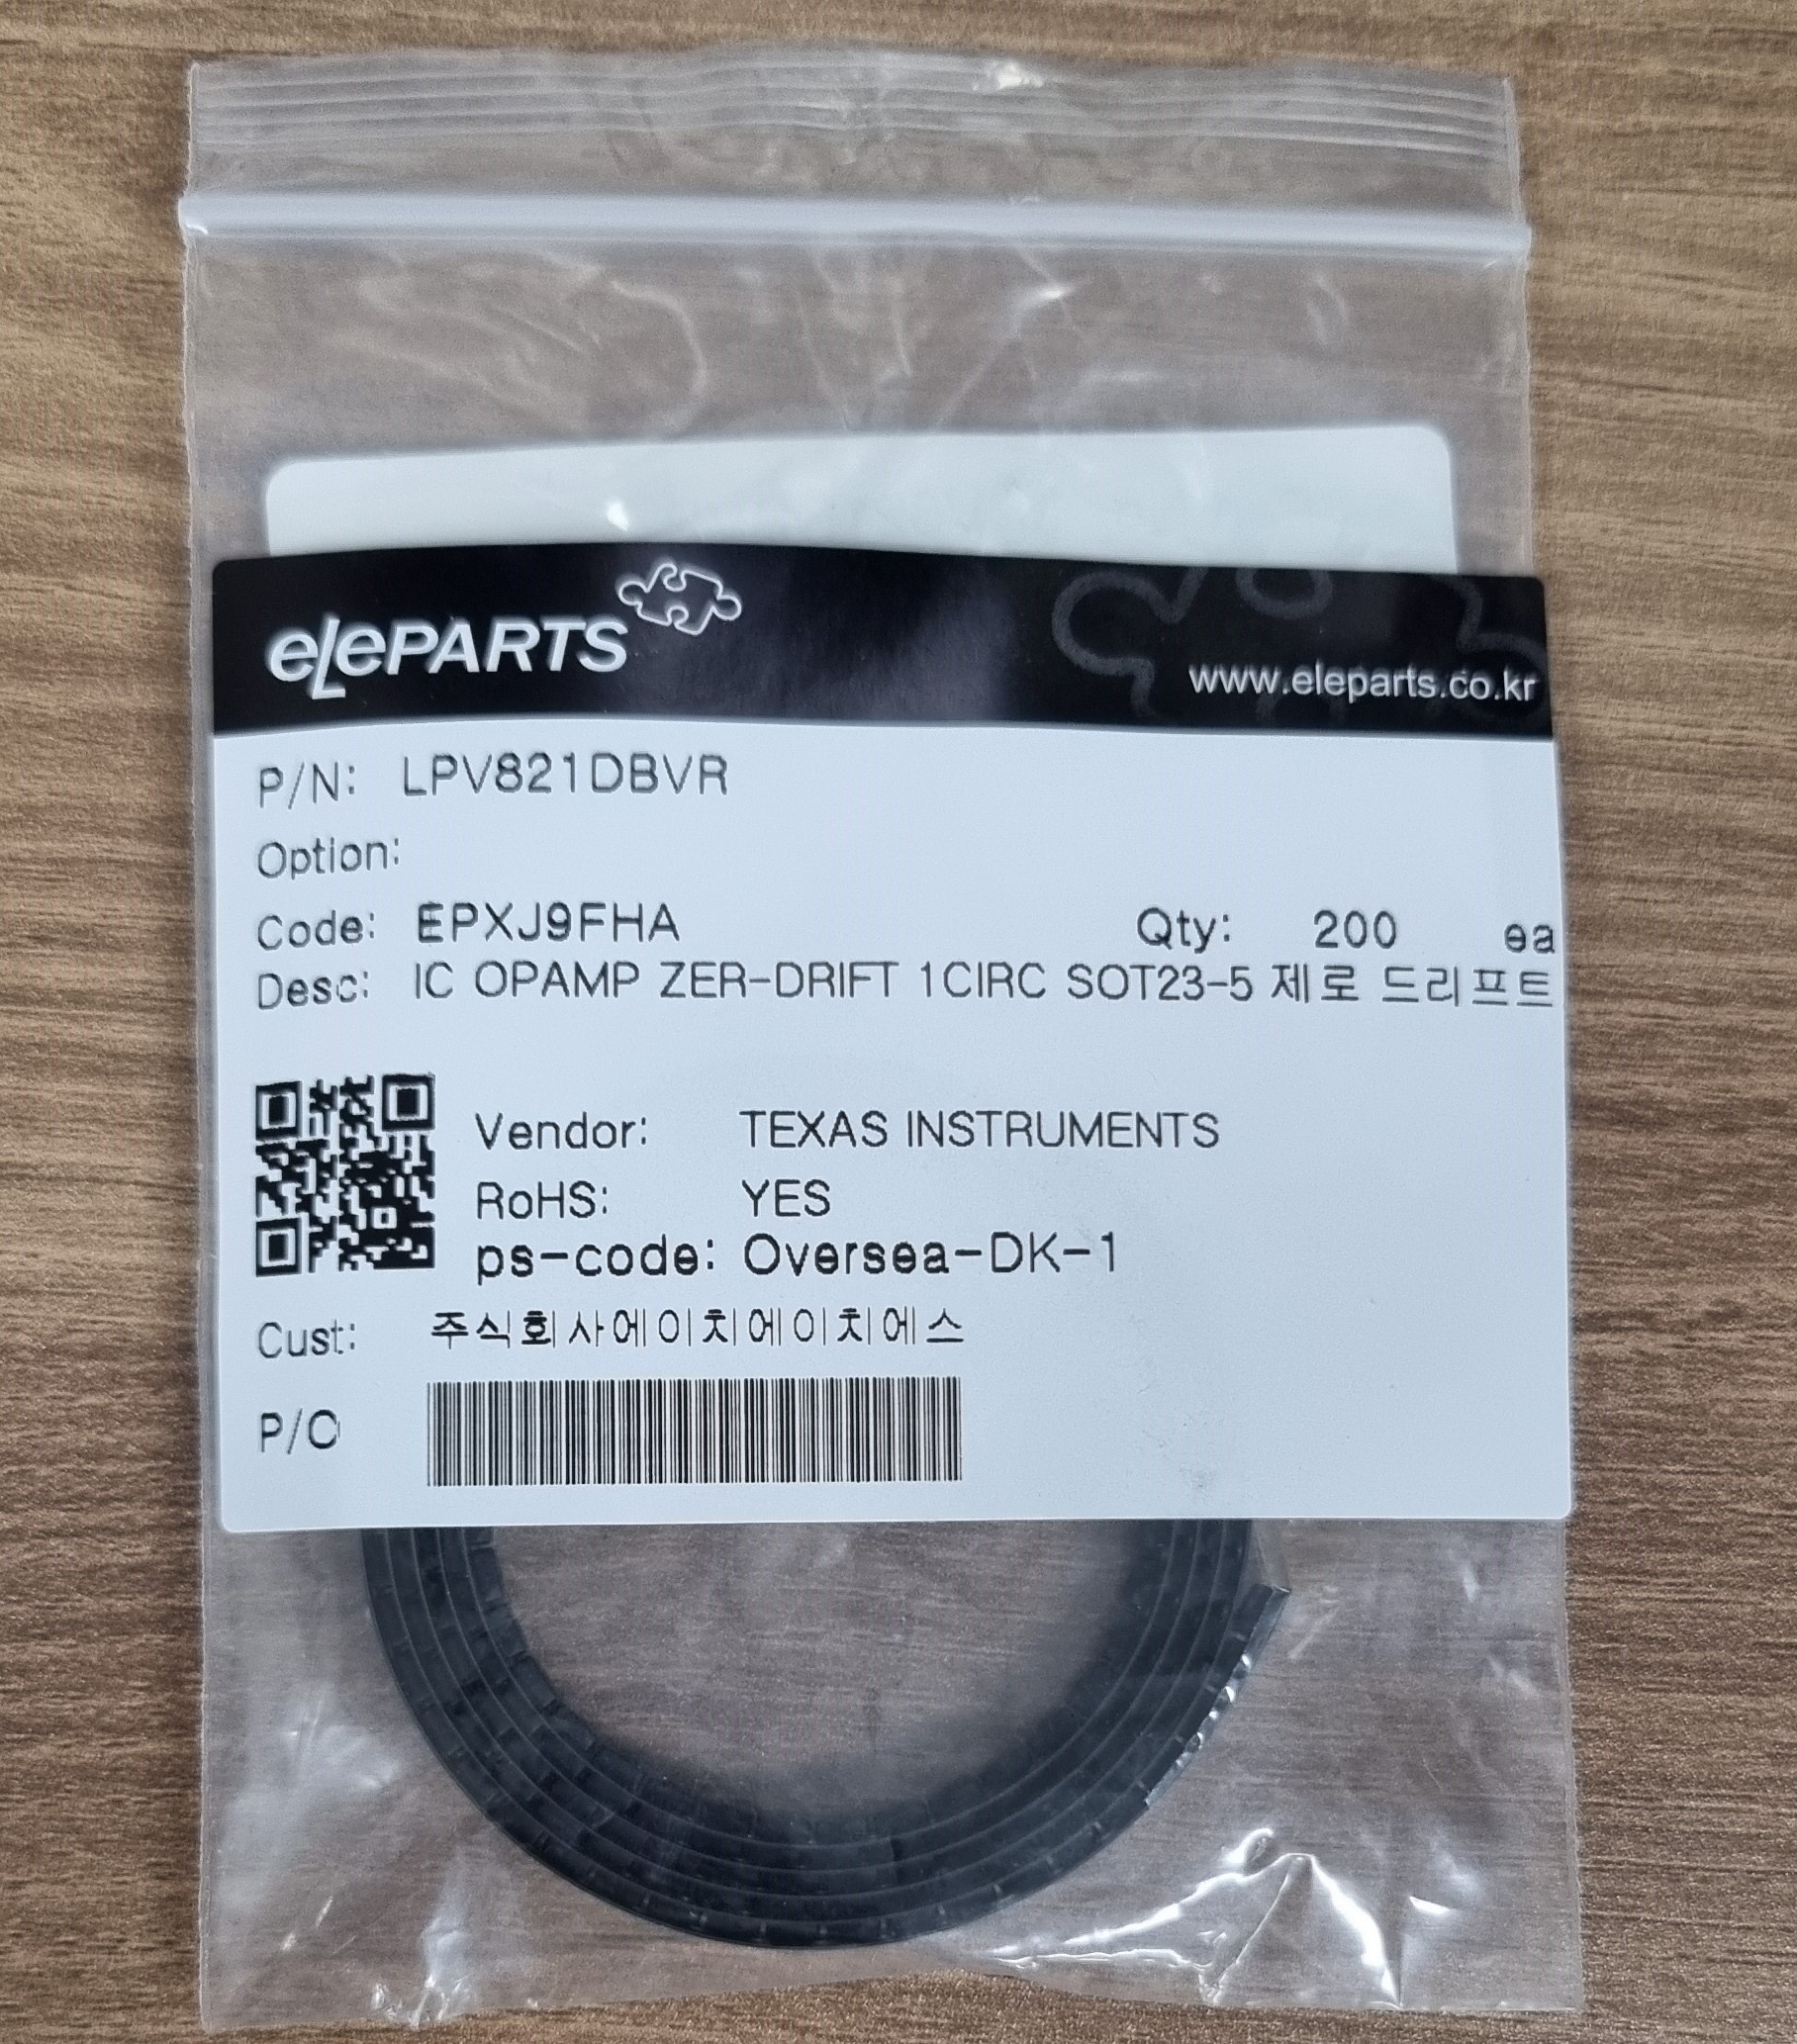 eLePARTS
www.eleparts.co.kr
P/N: LPV821DBVR
Option:
Code: EPXJ9FHA Qty: 200 ea
Desc: IC OPAMP ZER-DRIFT 1CIRC SOT23-5 제로 드리프트
Vendor: TEXAS INSTRUMENTS
RoHS: YES
ps-code: Oversea-DK-1
Cust: 주식회사에이치에이치에스
P/O